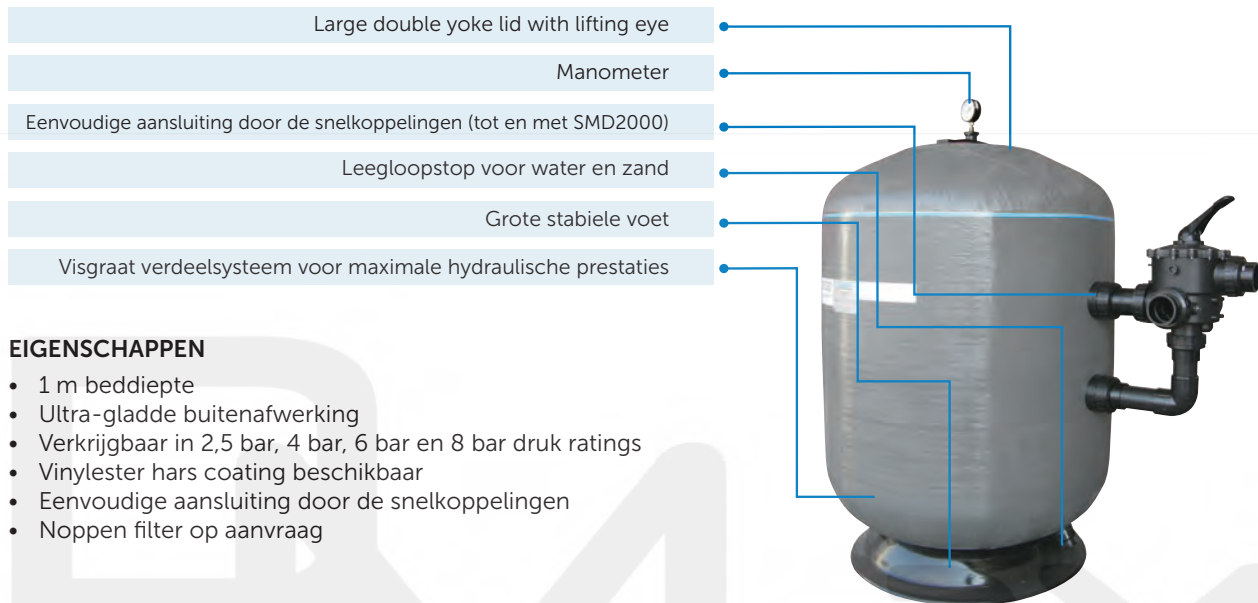 Large double yoke lid with lifting eye
Manometer
Eenvoudige aansluiting door de snelkoppelingen (tot en met SMD2000)
Leegloopstop voor water en zand
Grote stabiele voet
Visgraat verdeelsysteem voor maximale hydraulische prestaties
EIGENSCHAPPEN
• 1 m beddiepte
• Ultra-gladde buitenafwerking
• Verkrijgbaar in 2,5 bar, 4 bar, 6 bar en 8 bar druk ratings
• Vinylester hars coating beschikbaar
• Eenvoudige aansluiting door de snelkoppelingen
• Noppen filter op aanvraag